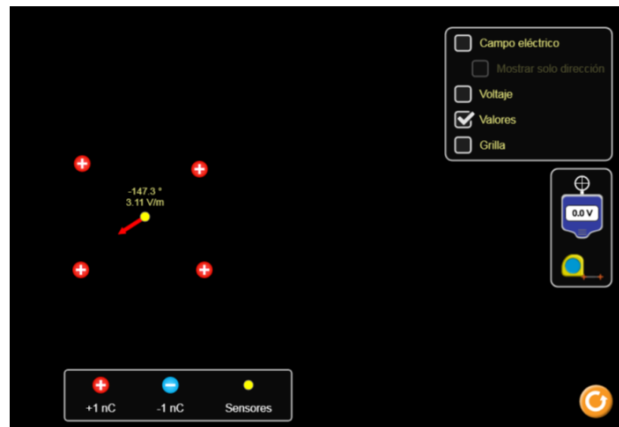 Campo eléctrico
Mostrar solo dirección
Voltaje
Valores
Grilla
-147.3 °
3.11 V/m
0.0 V
+1 nC
-1 nC
Sensores